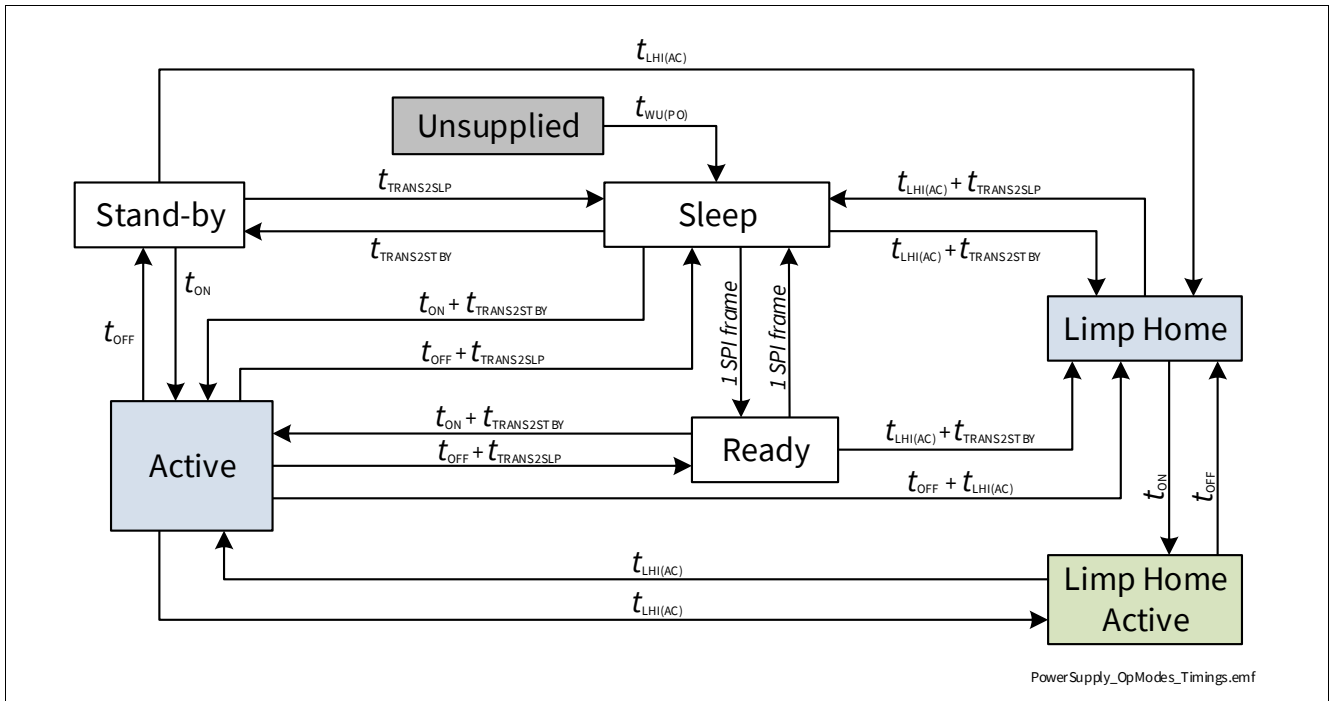 tLHI(AC)
Unsupplied
tWU(PO)
Stand-by
tTRANS2SLP
Sleep
tLHI(AC) + tTRANS2SLP
tTRANS2STBY
tLHI(AC) + tTRANS2STBY
tON
tOFF
tON + tTRANS2STBY
1 SPI frame
1 SPI frame
Limp Home
tOFF + tTRANS2SLP
Active
tON + tTRANS2STBY
tOFF + tTRANS2SLP
Ready
tLHI(AC) + tTRANS2STBY
tOFF + tLHI(AC)
tON
tOFF
tLHI(AC)
tLHI(AC)
Limp Home
Active
PowerSupply_OpModes_Timings.emf